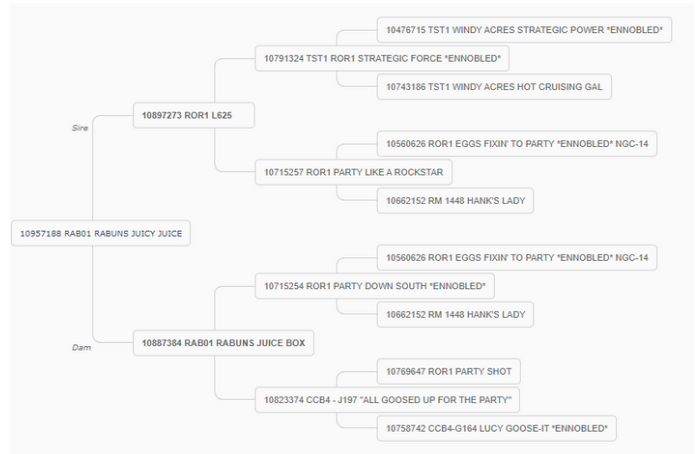 10476715 TST1 WINDY ACRES STRATEGIC POWER *ENNOBLED*
10791324 TST1 ROR1 STRATEGIC FORCE *ENNOBLED*
10743186 TST1 WINDY ACRES HOT CRUISING GAL
10897273 ROR1 L625
Sire
10560626 ROR1 EGGS FIXIN' TO PARTY *ENNOBLED* NGC-14
10715257 ROR1 PARTY LIKE A ROCKSTAR
10662152 RM 1448 HANK'S LADY
10957188 RAB01 RABUNS JUICY JUICE
10560626 ROR1 EGGS FIXIN' TO PARTY *ENNOBLED* NGC-14
10715254 ROR1 PARTY DOWN SOUTH *ENNOBLED*
10662152 RM 1448 HANK'S LADY
Dam
10887384 RAB01 RABUNS JUICE BOX
10769647 ROR1 PARTY SHOT
10823374 CCB4 - J197 "ALL GOOSED UP FOR THE PARTY"
10758742 CCB4-G164 LUCY GOOSE-IT *ENNOBLED*